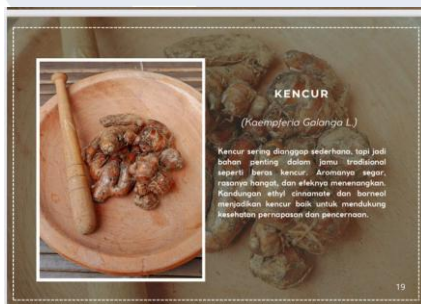 KENCUR
(Kaempferia Galanga L.)
Kencur sering dianggap sederhana, tapi jadi
bahan penting dalam jamu tradisional
seperti beras kencur. Aromanya segar,
rasanya hangat, dan efeknya menenangkan.
Kandungan ethyl cinnamate dan borneol
menjadikan kencur baik untuk mendukung
kesehatan pernapasan dan pencernaan.
19